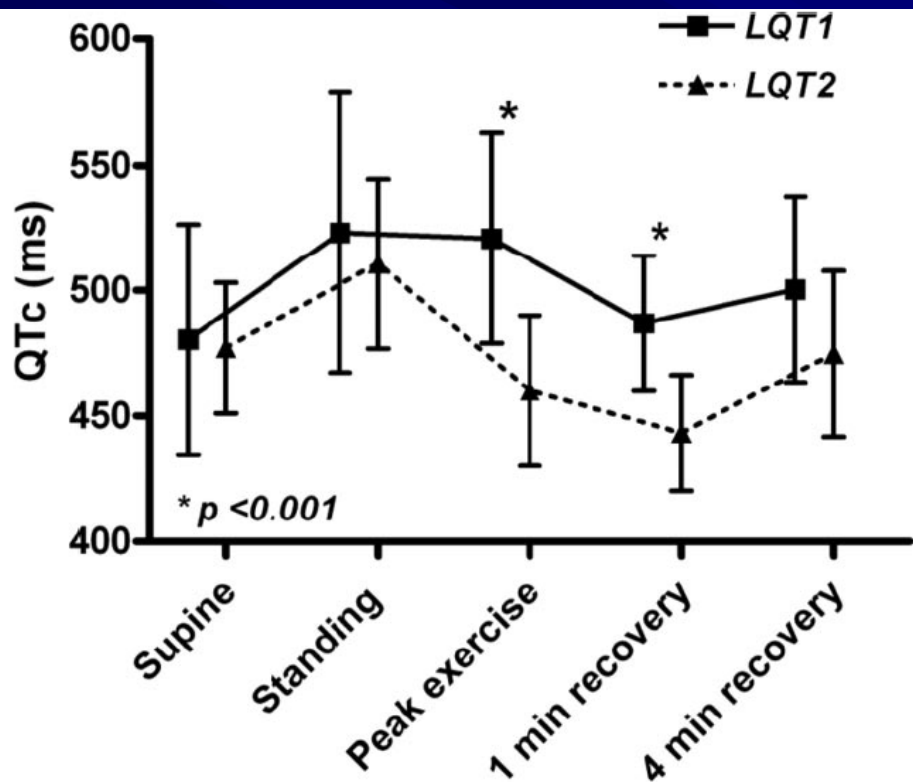 LQT1
LQT2
600
550
500
450
400
QTc (ms)
*
*
* p <0.001
Supine
Standing
Peak exercise
1 min recovery
4 min recovery